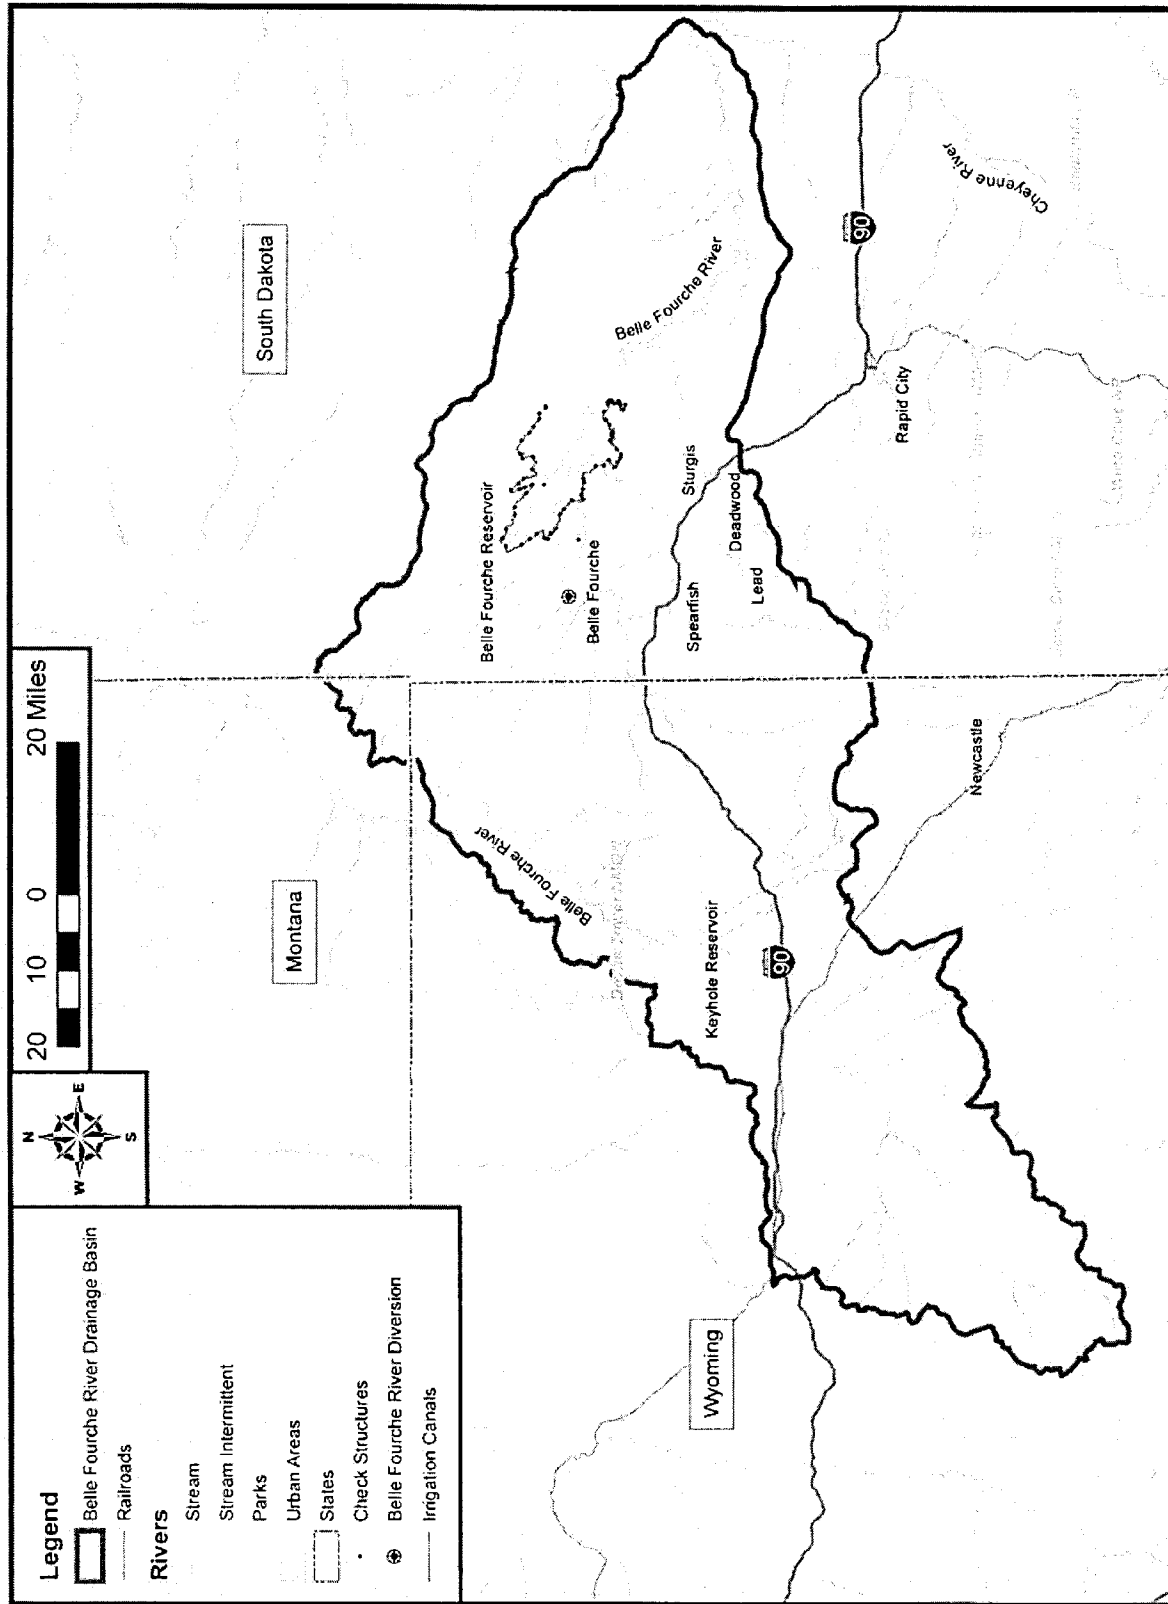 Legend
Belle Fourche River Drainage Basin
Railroads
Rivers
Stream
Stream Intermittent
Parks
Urban Areas
States
Check Structures
Belle Fourche River Diversion
Irrigation Canals
N
W
E
S
20 10 0 20 Miles
Montana
South Dakota
Wyoming
Belle Fourche River
Belle Fourche Reservoir
Belle Fourche
Belle Fourche River
Spearfish
Sturgis
Deadwood
Lead
Keyhole Reservoir
90
90
Rapid City
Cheyenne River
Newcastle